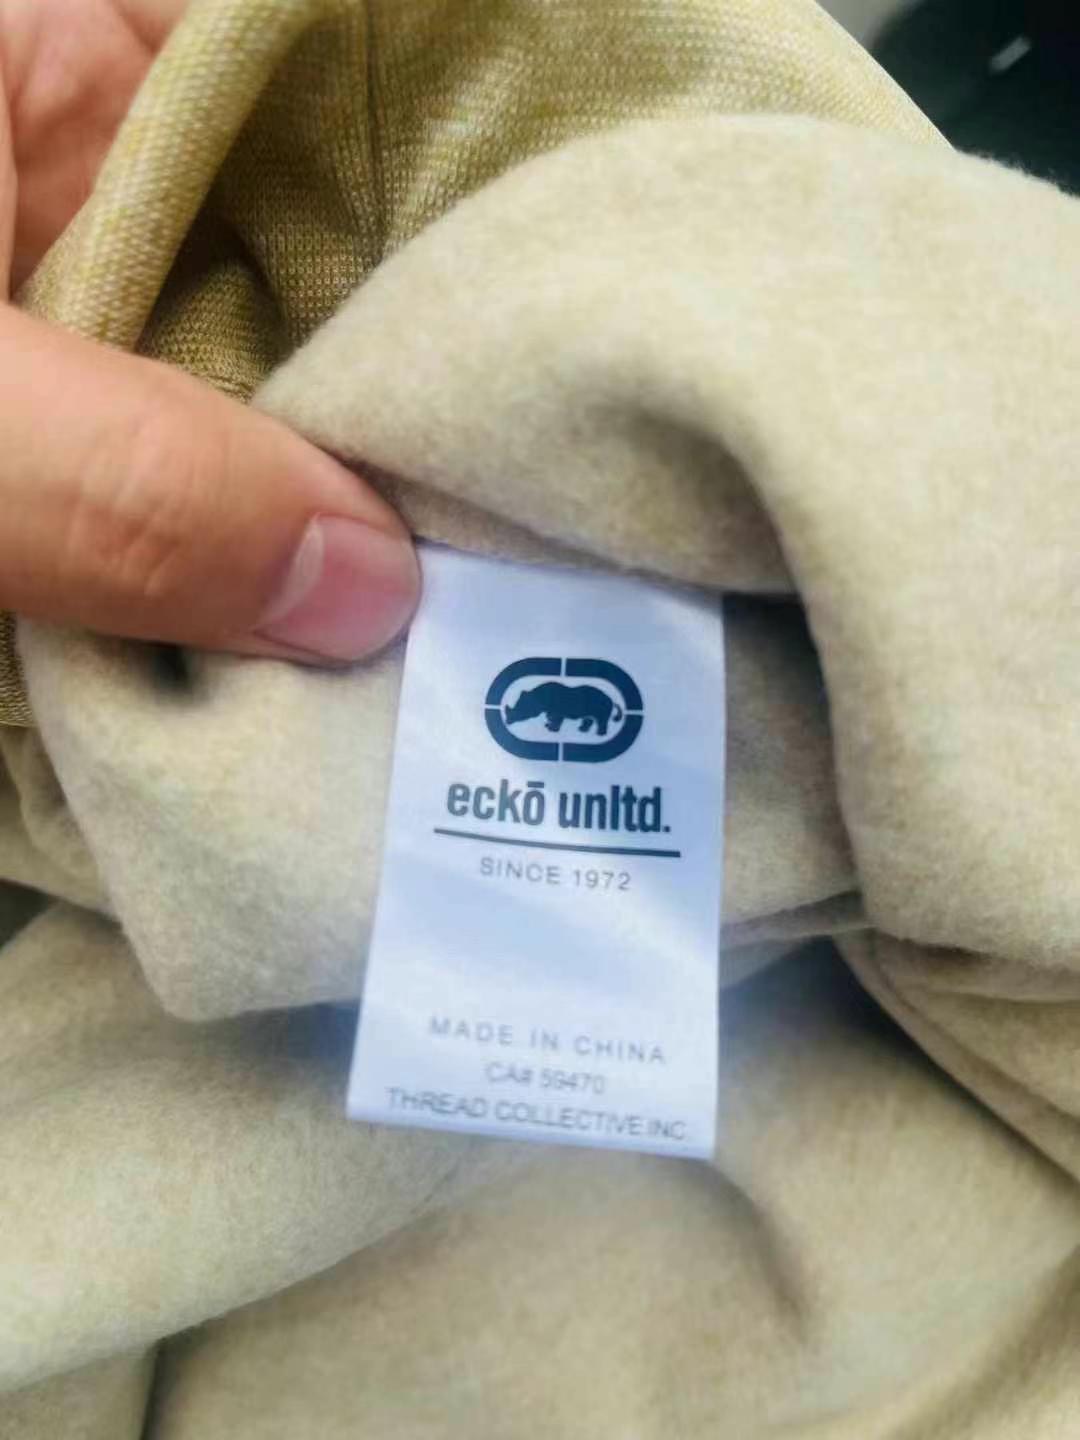 eckō unltd.
SINCE 1972
MADE IN CHINA
CA# 59470
THREAD COLLECTIVE INC.